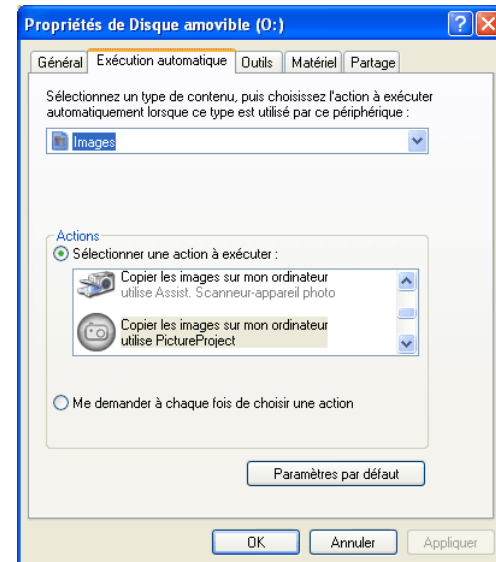 Propriétés de Disque amovible (O:)
Général
Exécution automatique
Outils
Matériel
Partage
Sélectionnez un type de contenu, puis choisissez l'action à exécuter
automatiquement lorsque ce type est utilisé par ce périphérique :
Images
Actions
Sélectionner une action à exécuter :
Copier les images sur mon ordinateur
utilise Assist. Scanneur-appareil photo
Copier les images sur mon ordinateur
utilise PictureProject
Me demander à chaque fois de choisir une action
Paramètres par défaut
OK
Annuler
Appliquer